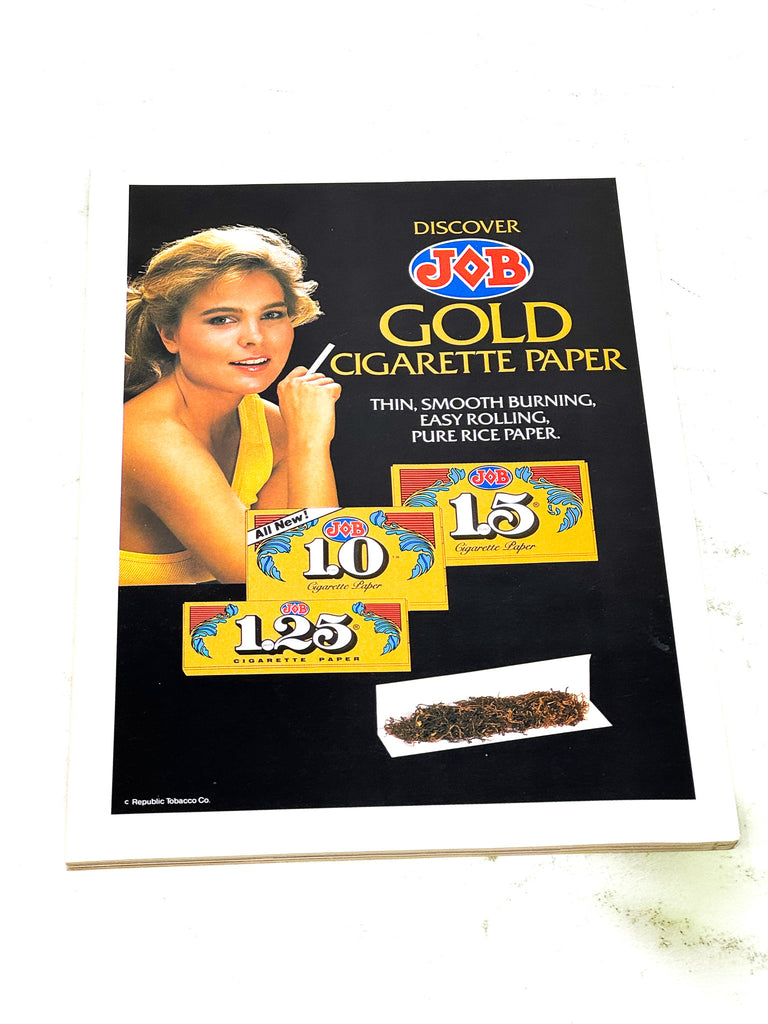 DISCOVER
JOB
GOLD
CIGARETTE PAPER
THIN, SMOOTH BURNING,
EASY ROLLING,
PURE RICE PAPER.
JOB
1.5®
Cigarette Paper
All New!
JOB
1.0™
Cigarette Paper
JOB
1.25®
CIGARETTE PAPER
c Republic Tobacco Co.